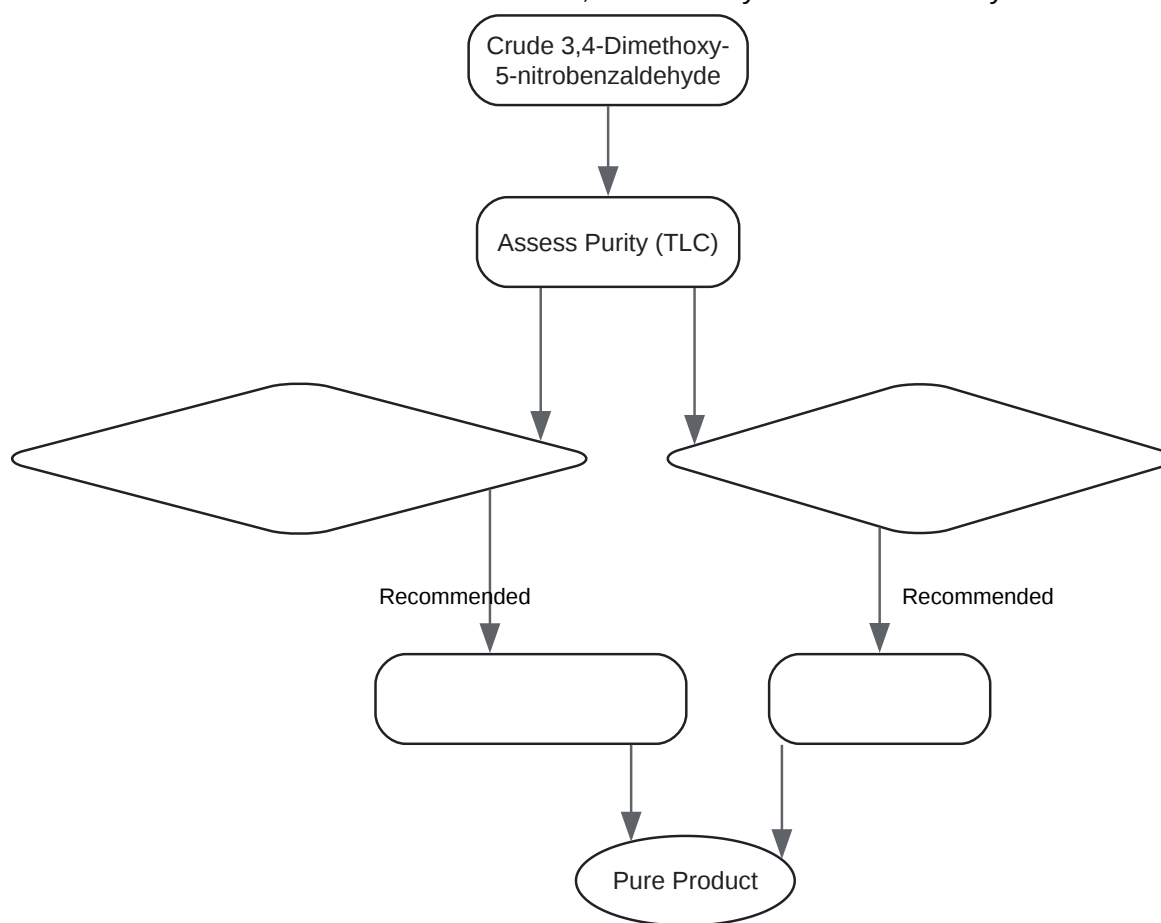 Crude 3,4-Dimethoxy-
5-nitrobenzaldehyde
Assess Purity (TLC)
Recommended
Recommended
Pure Product